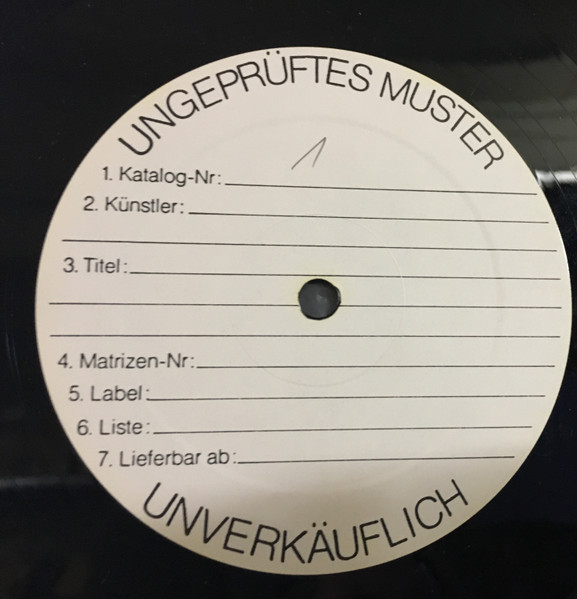 UNGEPRÜFTES MUSTER
1
1. Katalog-Nr:
2. Künstler:
3. Titel:
4. Matrizen-Nr:
5. Label:
6. Liste:
7. Lieferbar ab:
UNVERKÄUFLICH